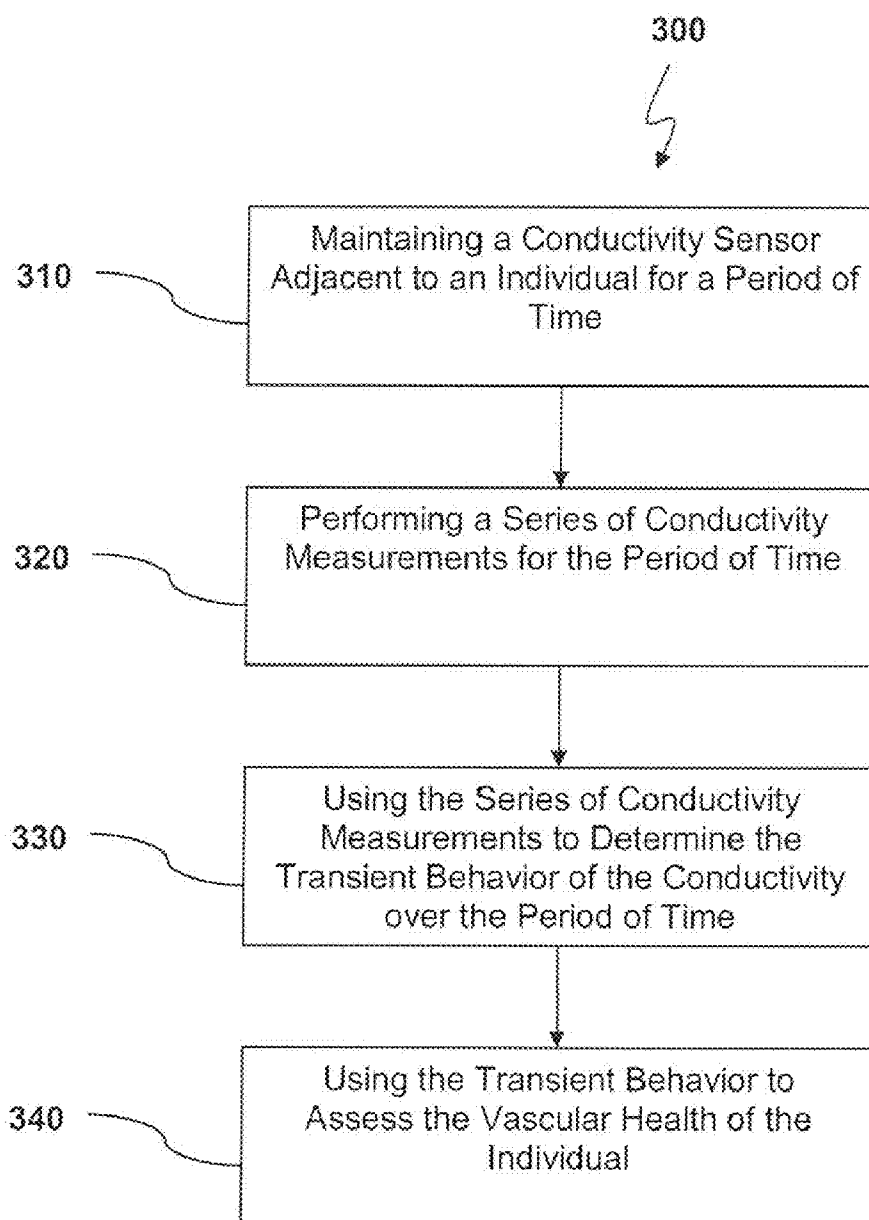 300
310
Maintaining a Conductivity Sensor
Adjacent to an Individual for a Period of
Time
320
Performing a Series of Conductivity
Measurements for the Period of Time
330
Using the Series of Conductivity
Measurements to Determine the
Transient Behavior of the Conductivity
over the Period of Time
340
Using the Transient Behavior to
Assess the Vascular Health of the
Individual